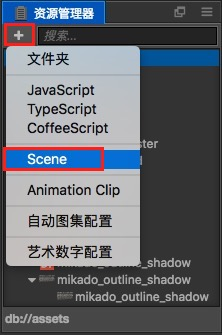 资源管理器
搜索...
文件夹
JavaScript
TypeScript
CoffeeScript
Scene
Animation Clip
自动图集配置
艺术数字配置
mikado_outline_shadow
mikado_outline_shadow
mikado_outline_shadow
db://assets